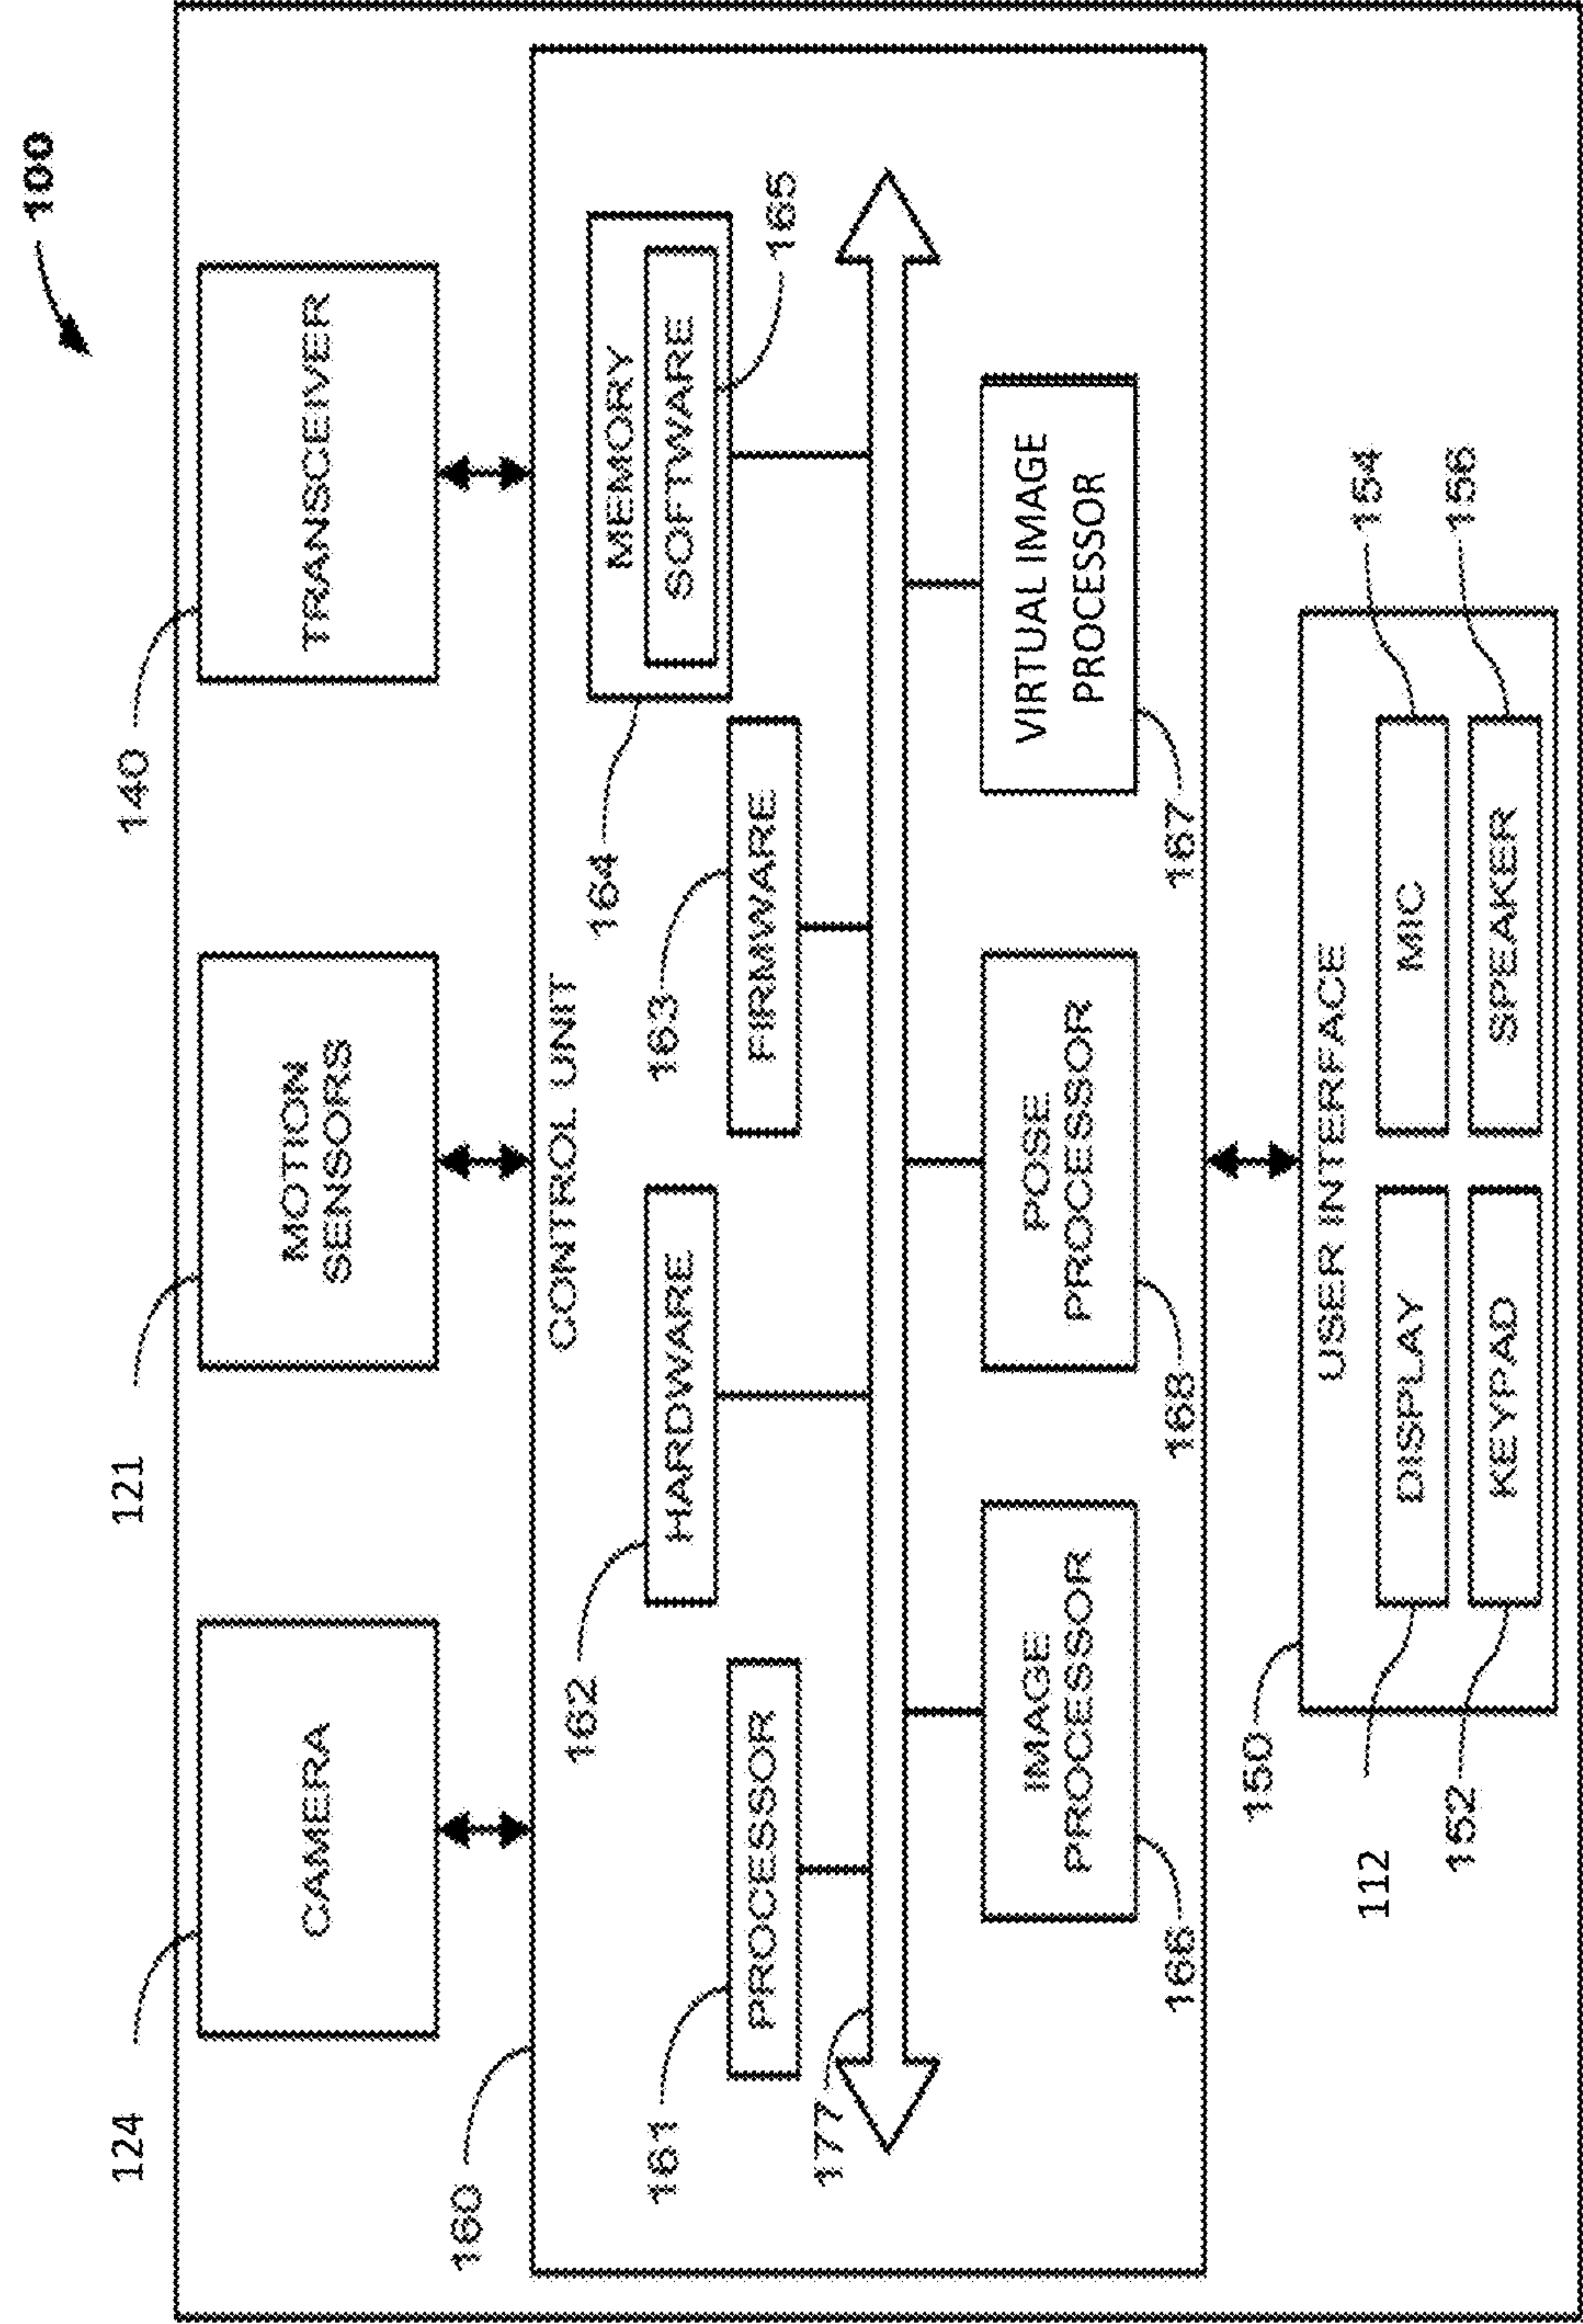 100
124
CAMERA
121
MOTION
SENSORS
140
TRANSCEIVER
160
CONTROL UNIT
161
PROCESSOR
162
HARDWARE
163
FIRMWARE
164
MEMORY
SOFTWARE
165
177
IMAGE
PROCESSOR
166
POSE
PROCESSOR
168
VIRTUAL IMAGE
PROCESSOR
167
150
USER INTERFACE
112
DISPLAY
MIC
154
152
KEYPAD
SPEAKER
156